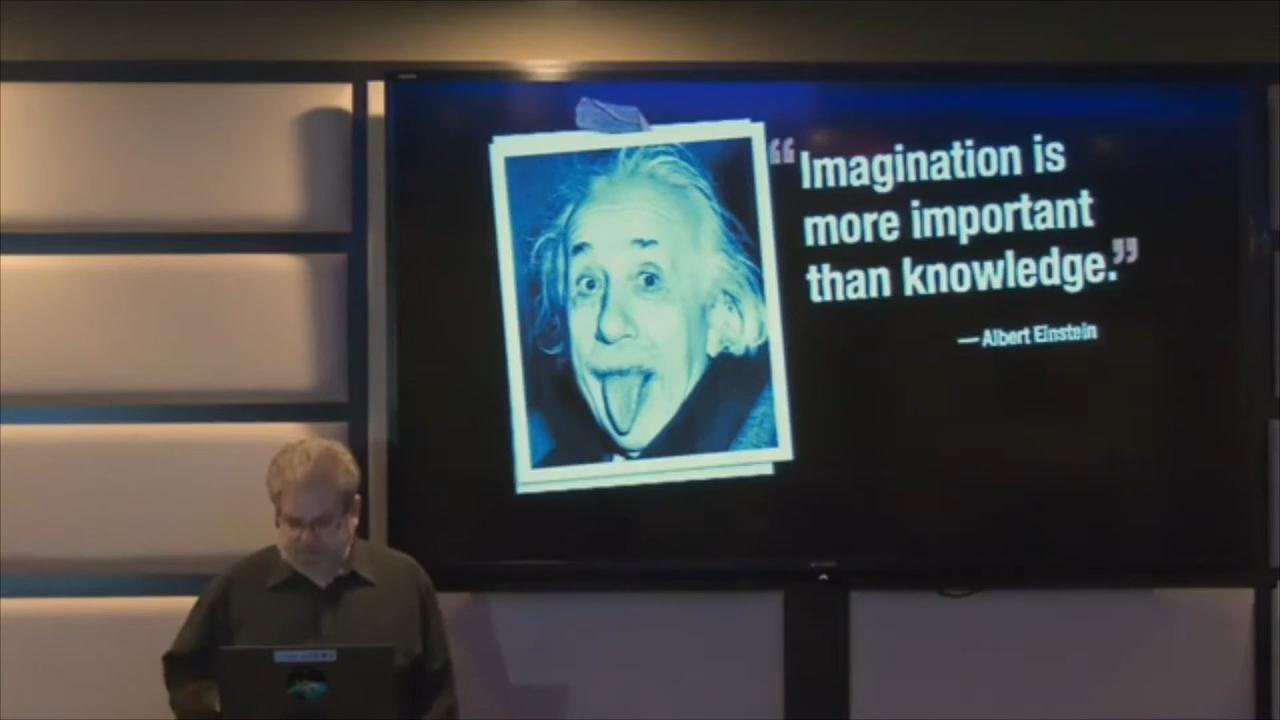 “Imagination is
more important
than knowledge.”
— Albert Einstein